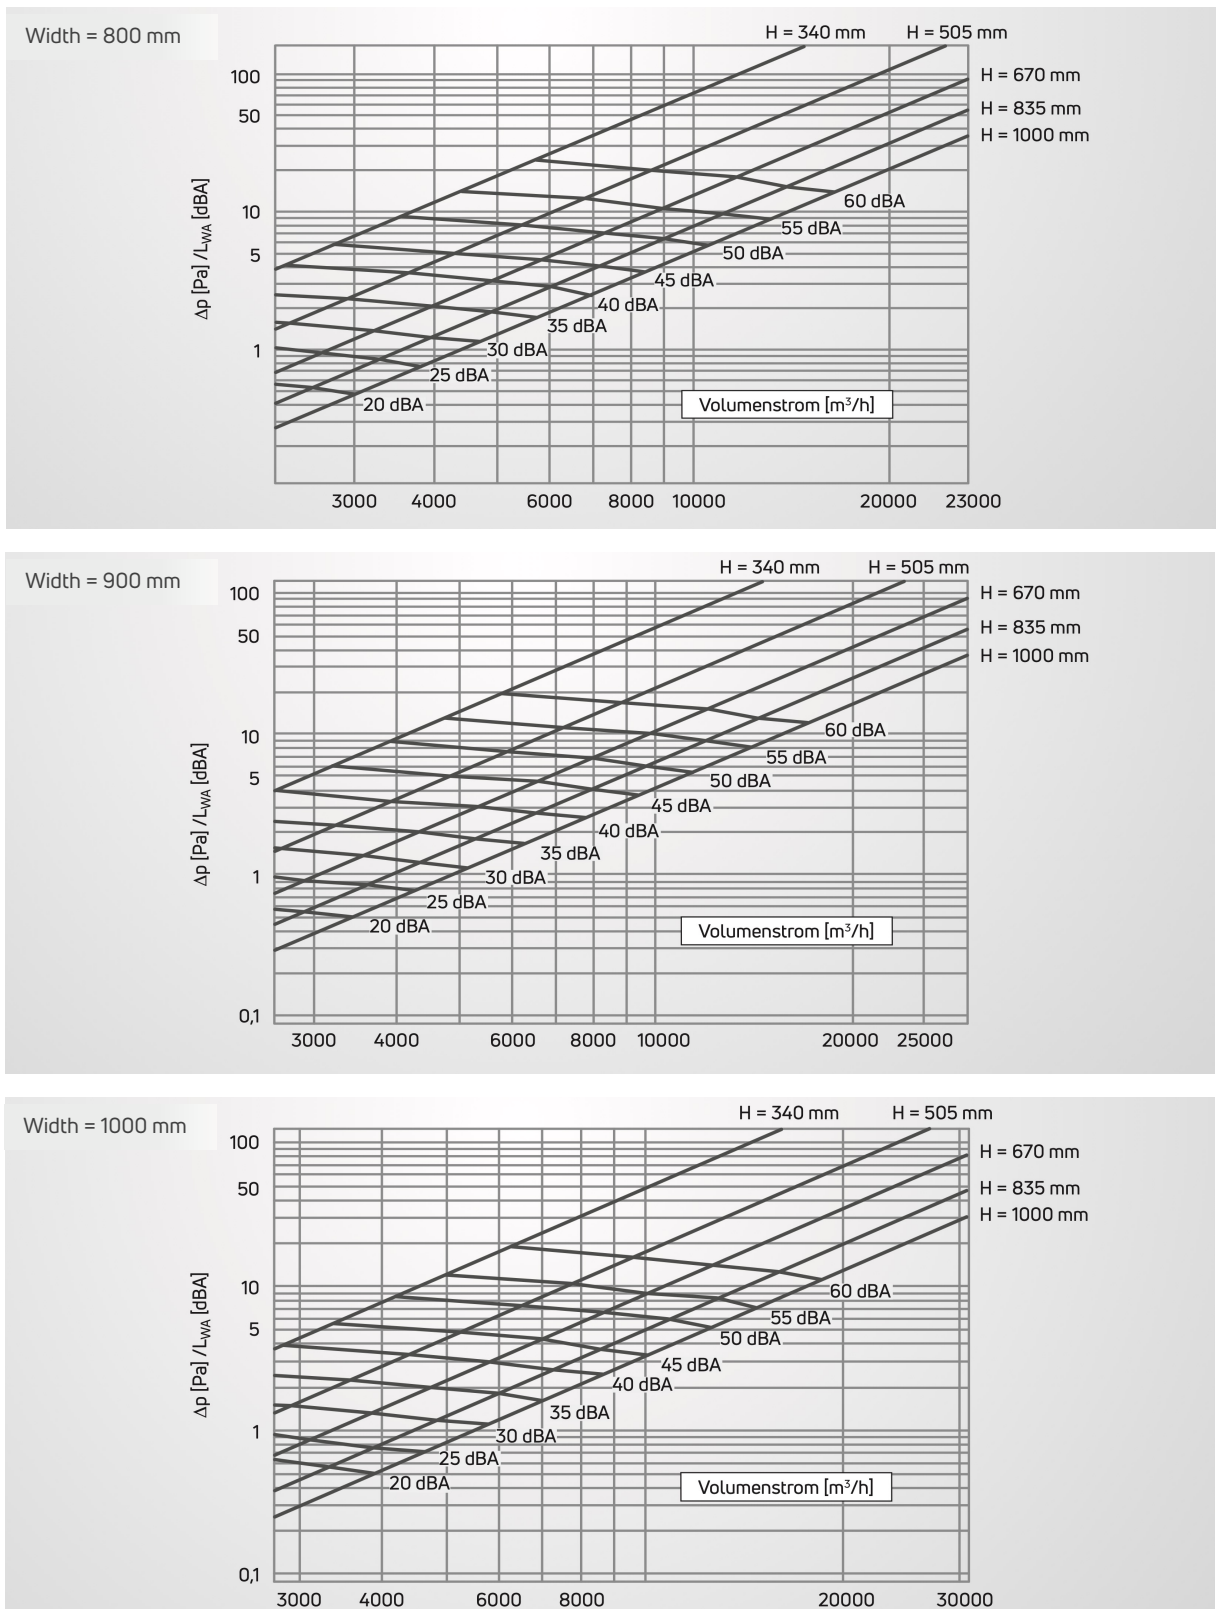 Width = 800 mm
H = 340 mm
H = 505 mm
H = 670 mm
H = 835 mm
H = 1000 mm
100
50
10
5
1
Δp [Pa] /LWA [dBA]
60 dBA
55 dBA
50 dBA
45 dBA
40 dBA
35 dBA
30 dBA
25 dBA
20 dBA
Volumenstrom [m³/h]
3000 4000 6000 8000 10000 20000 23000
Width = 900 mm
H = 340 mm
H = 505 mm
H = 670 mm
H = 835 mm
H = 1000 mm
100
50
10
5
1
0,1
Δp [Pa] /LWA [dBA]
60 dBA
55 dBA
50 dBA
45 dBA
40 dBA
35 dBA
30 dBA
25 dBA
20 dBA
Volumenstrom [m³/h]
3000 4000 6000 8000 10000 20000 25000
Width = 1000 mm
H = 340 mm
H = 505 mm
H = 670 mm
H = 835 mm
H = 1000 mm
100
50
10
5
1
0,1
Δp [Pa] /LWA [dBA]
60 dBA
55 dBA
50 dBA
45 dBA
40 dBA
35 dBA
30 dBA
25 dBA
20 dBA
Volumenstrom [m³/h]
3000 4000 6000 8000 20000 30000